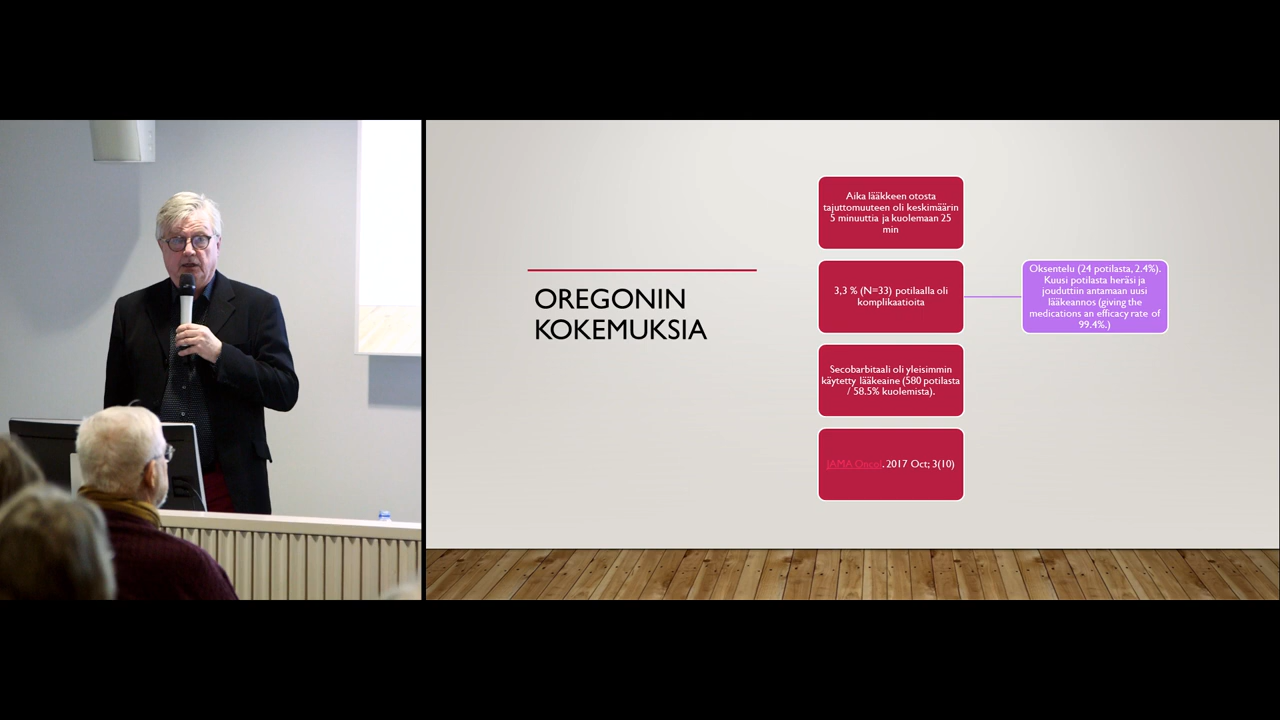 OREGONIN
KOKEMUKSIA
Aika lääkkeen otosta
tajuttomuuteen oli keskimäärin
5 minuuttia ja kuolemaan 25
min
3,3 % (N=33) potilaalla oli
komplikaatioita
Oksentelu (24 potilasta, 2.4%).
Kuusi potilasta heräsi ja
jouduttiin antamaan uusi
lääkeannos (giving the
medications an efficacy rate of
99.4%.)
Secobarbitaali oli yleisimmin
käytetty lääkeaine (580 potilasta
/ 58.5% kuolemista).
JAMA Oncol. 2017 Oct; 3(10)